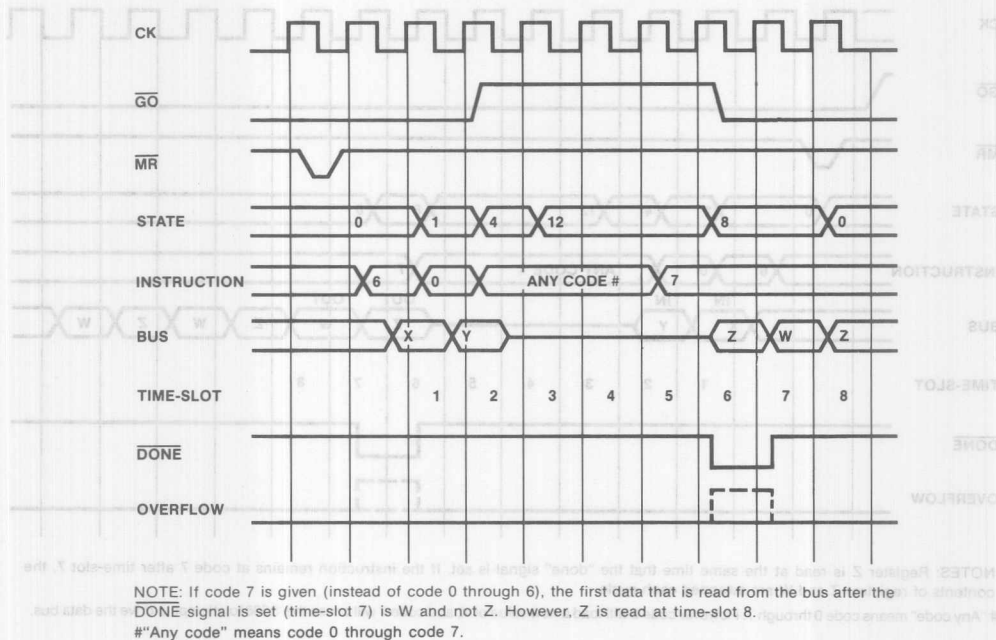 CK
GO
MR
STATE 0 1 4 12 8 0
INSTRUCTION 6 0 ANY CODE # 7
BUS X Y Z W Z
TIME-SLOT 1 2 3 4 5 6 7 8
DONE
OVERFLOW
NOTE: If code 7 is given (instead of code 0 through 6), the first data that is read from the bus after the
DONE signal is set (time-slot 7) is W and not Z. However, Z is read at time-slot 8.
#"Any code" means code 0 through code 7.